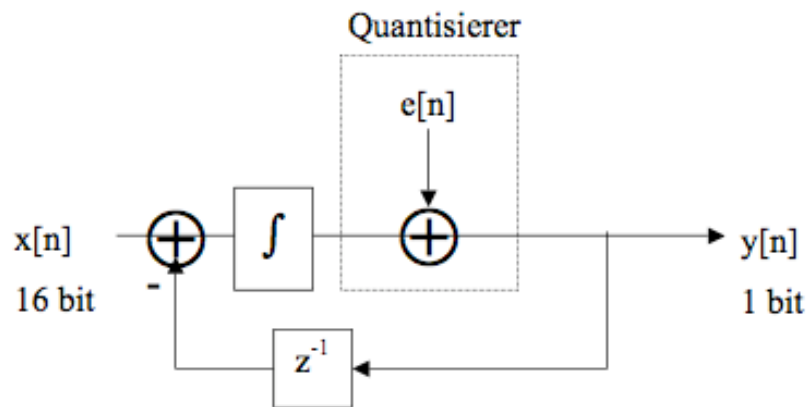 Quantisierer
e[n]
x[n]
16 bit
∫
-
z⁻¹
y[n]
1 bit